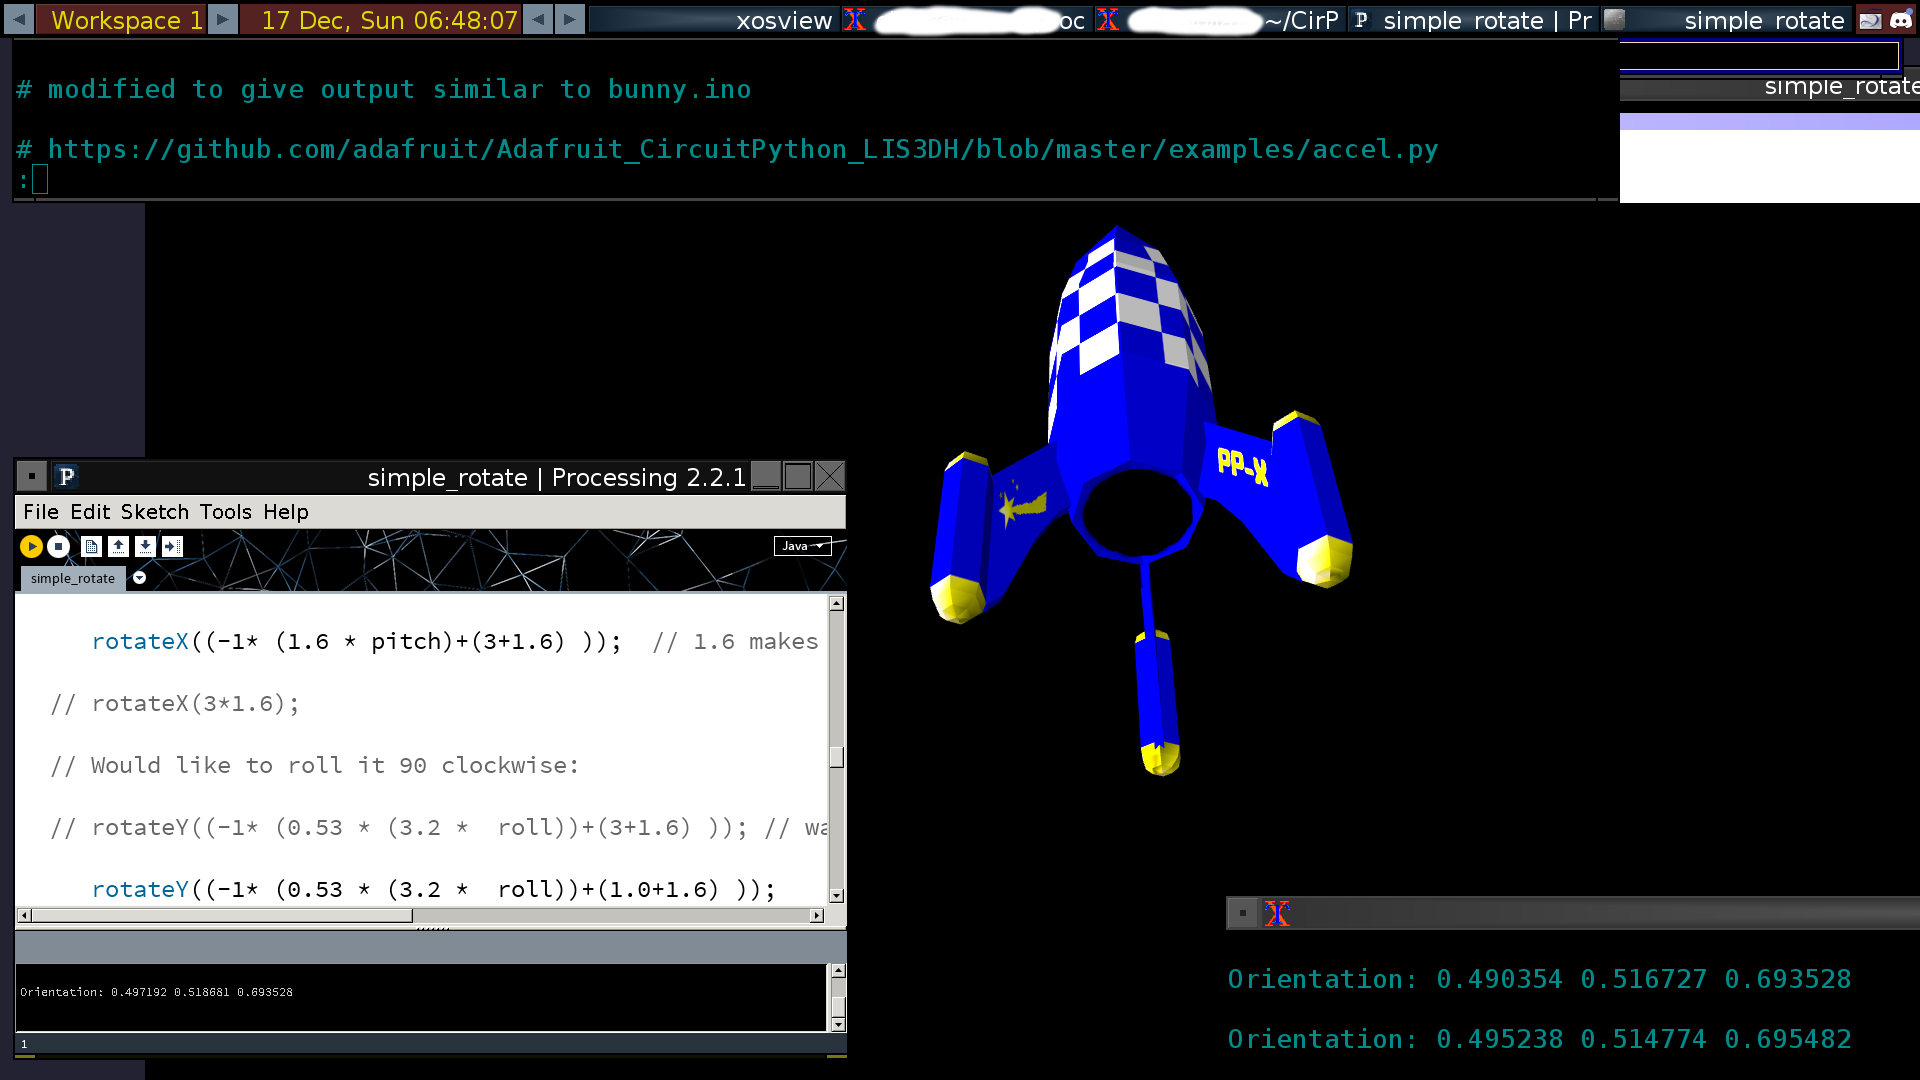 Workspace 1 17 Dec, Sun 06:48:07 xosview oc ~/CirP simple rotate | Pr simple rotate
# modified to give output similar to bunny.ino
# https://github.com/adafruit/Adafruit_CircuitPython_LIS3DH/blob/master/examples/accel.py
:
simple_rotate
PP-X
simple_rotate | Processing 2.2.1
File Edit Sketch Tools Help
Java
simple_rotate
rotateX((-1* (1.6 * pitch)+(3+1.6) ));  // 1.6 makes
// rotateX(3*1.6);
// Would like to roll it 90 clockwise:
// rotateY((-1* (0.53 * (3.2 *  roll))+(3+1.6) )); // wa
rotateY((-1* (0.53 * (3.2 *  roll))+(1.0+1.6) ));
Orientation: 0.497192 0.518681 0.693528
1
Orientation: 0.490354 0.516727 0.693528
Orientation: 0.495238 0.514774 0.695482